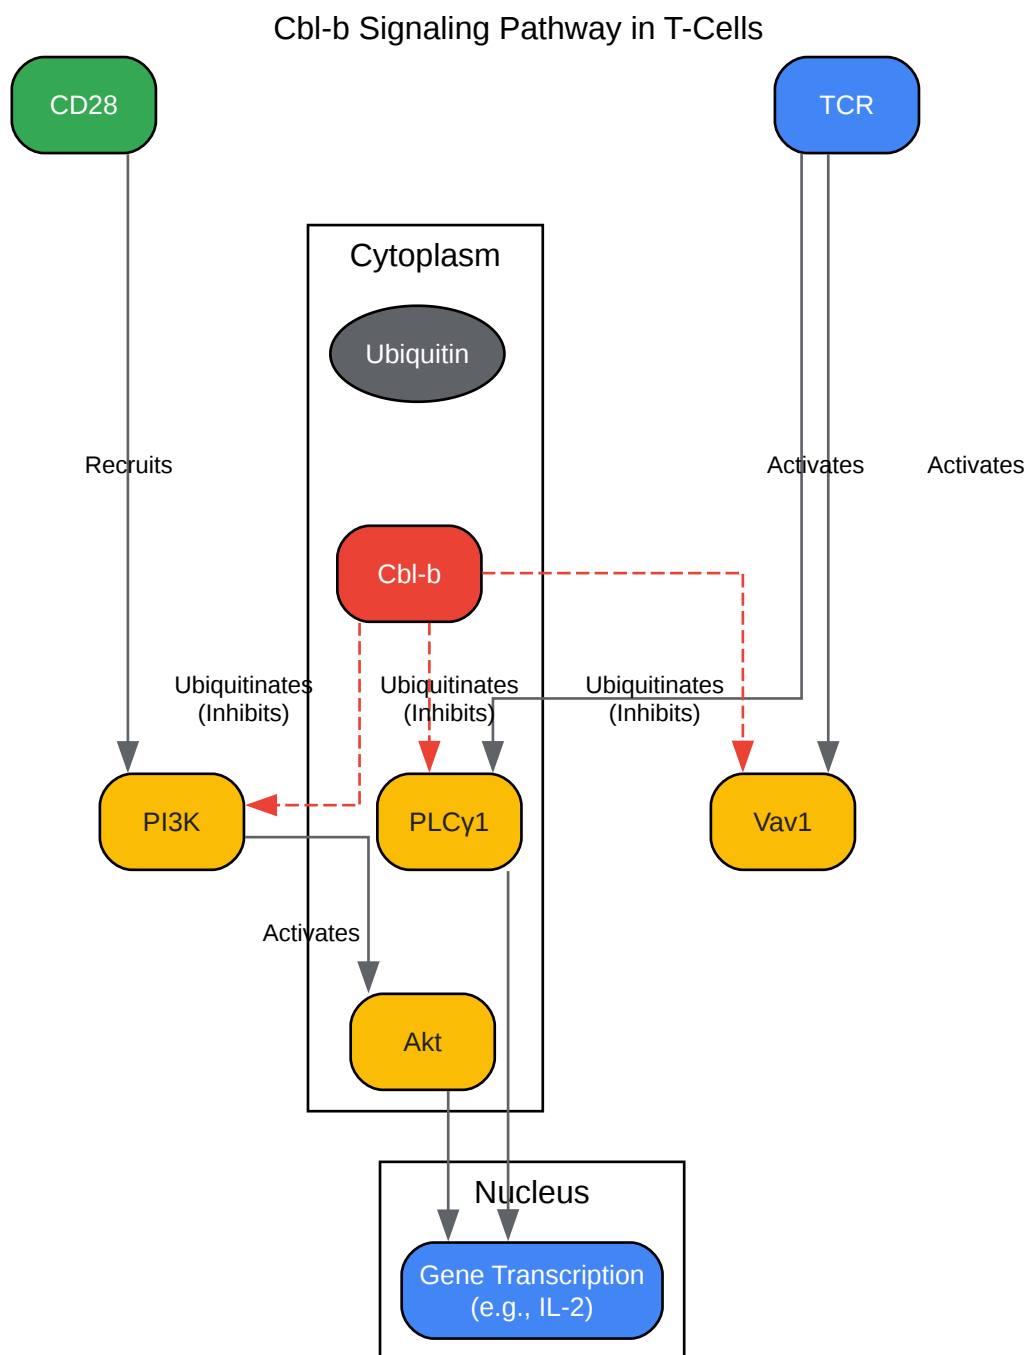 Cbl-b Signaling Pathway in T-Cells
CD28
TCR
Cytoplasm
Ubiquitin
Recruits
Activates
Activates
Cbl-b
Ubiquitinates
(Inhibits)
Ubiquitinates
(Inhibits)
Ubiquitinates
(Inhibits)
PI3K
PLCγ1
Vav1
Activates
Akt
Nucleus
Gene Transcription
(e.g., IL-2)